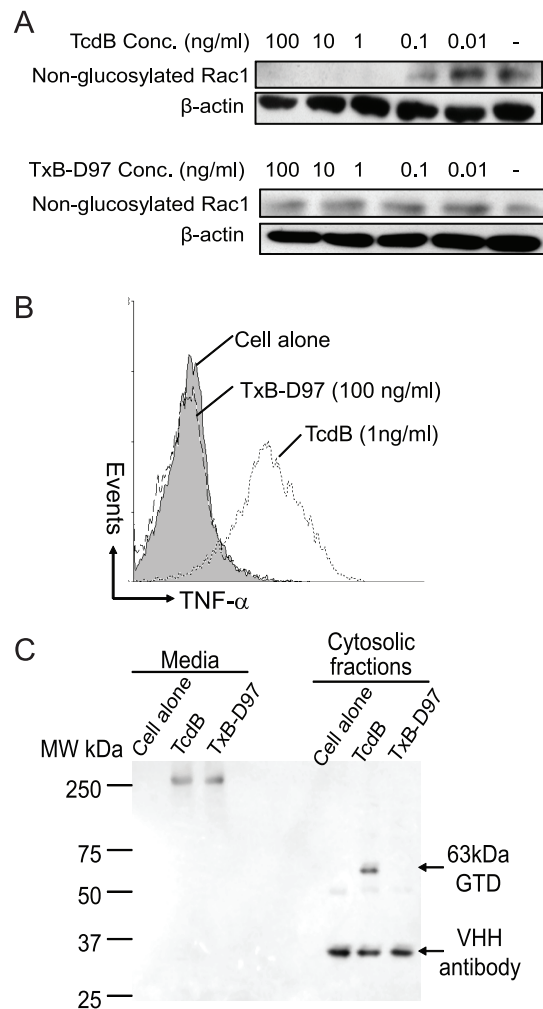 A
TcdB Conc. (ng/ml) 100 10 1 0.1 0.01 -
Non-glucosylated Rac1
β-actin
TxB-D97 Conc. (ng/ml) 100 10 1 0.1 0.01 -
Non-glucosylated Rac1
β-actin
B
Cell alone
TxB-D97 (100 ng/ml)
TcdB (1ng/ml)
Events
TNF-α
C
Media
Cytosolic
fractions
Cell alone
TcdB
TxB-D97
Cell alone
TcdB
TxB-D97
MW kDa
250
75
50
37
25
63kDa
GTD
VHH
antibody